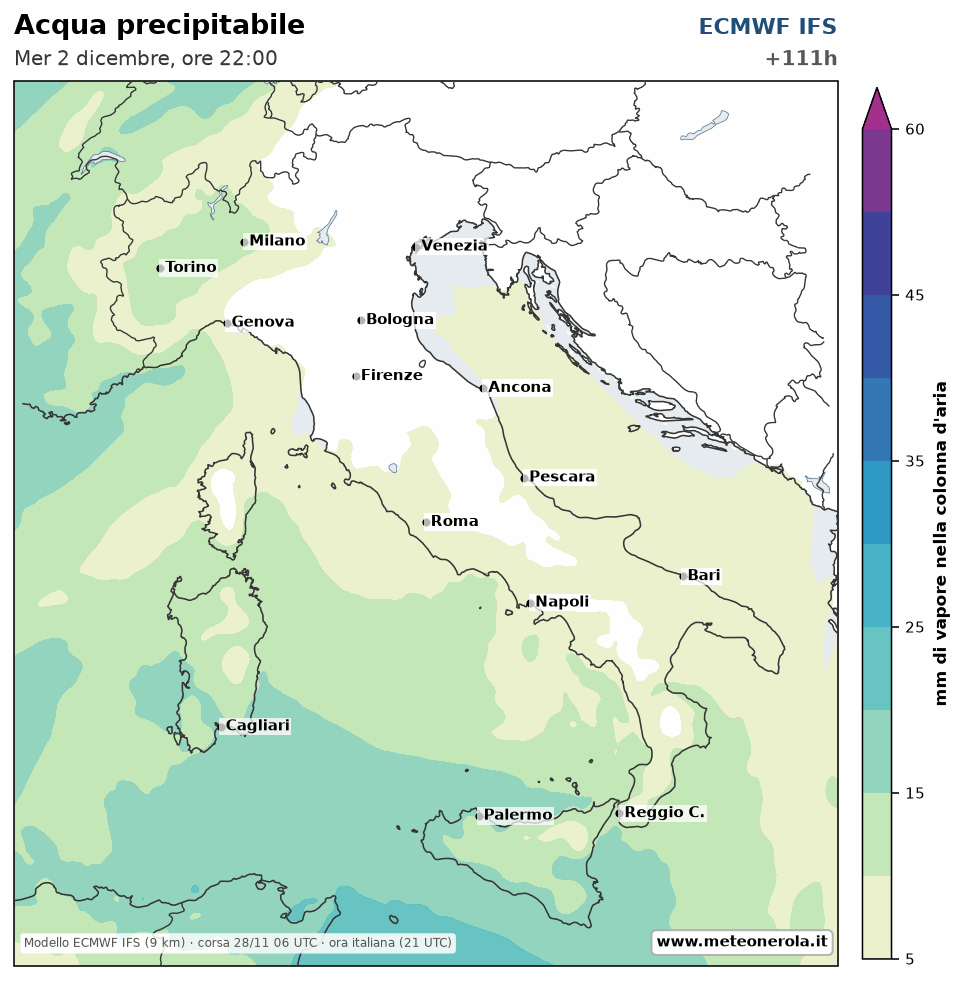 Acqua precipitabile
ECMWF IFS
Mer 2 dicembre, ore 22:00
+111h
60
Milano
Venezia
Torino
45
Genova
Bologna
Firenze
Ancona
mm di vapore nella colonna d'aria
35
Pescara
Roma
Bari
Napoli
25
Cagliari
15
Palermo
Reggio C.
Modello ECMWF IFS (9 km) · corsa 28/11 06 UTC · ora italiana (21 UTC)
www.meteonerola.it
5